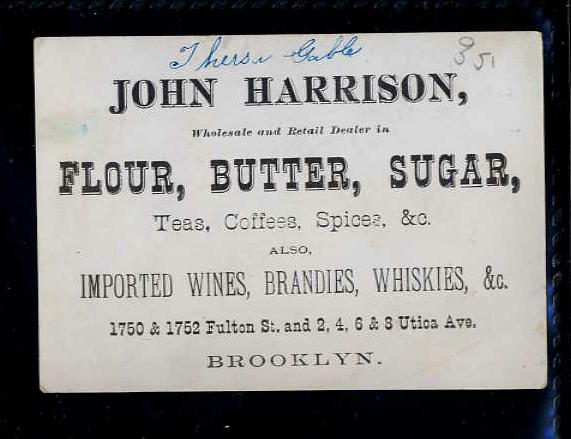 Gable
851
JOHN HARRISON,
Wholesale and Retail Dealer in
FLOUR, BUTTER, SUGAR,
Teas, Coffees, Spices, &c.
ALSO,
IMPORTED WINES, BRANDIES, WHISKIES, &c.
1750 & 1752 Fulton St. and 2, 4, 6 & 8 Utica Ave.
BROOKLYN.